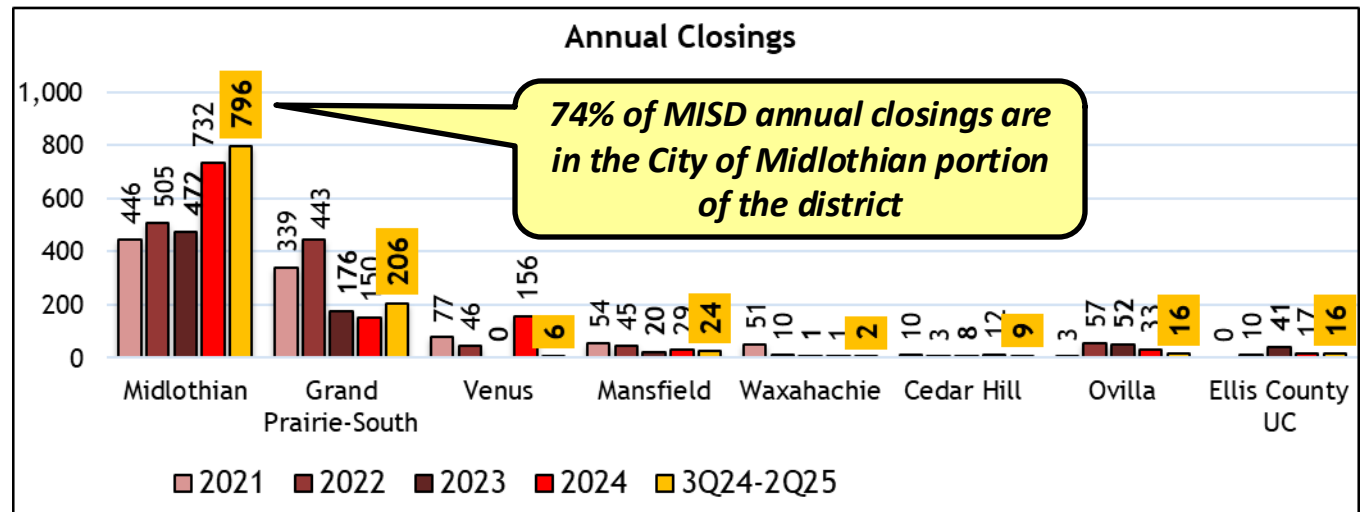 Annual Closings
74% of MISD annual closings are
in the City of Midlothian portion
of the district
1,000
800
600
400
200
0
446 505 472 732 796
339 443 176 150 206
77 46 0 156 6
54 45 20 29 24
51 10 1 1 2
10 3 8 12 9
3 57 52 33 16
0 10 41 17 16
Midlothian Grand Venus Mansfield Waxahachie Cedar Hill Ovilla Ellis County
Prairie-South UC
2021 2022 2023 2024 3Q24-2Q25